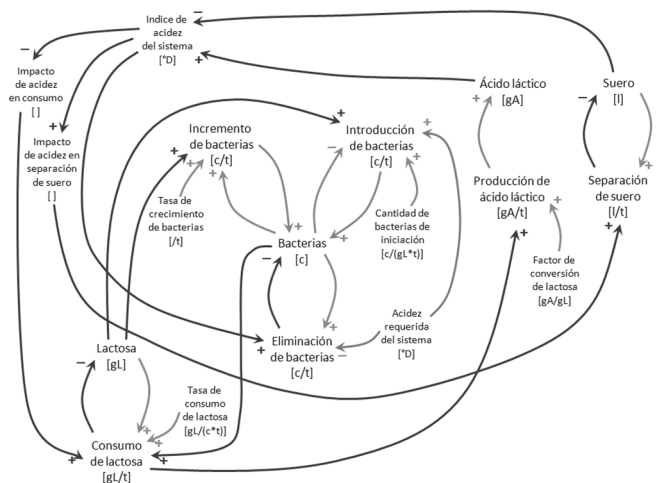 Indice de
acidez
del sistema
[°D]
Impacto
de acidez
en consumo
[ ]
Impacto
de acidez en
separación
de suero
[ ]
Incremento
de bacterias
[c/t]
Introducción
de bacterias
[c/t]
Ácido láctico
[gA]
Suero
[l]
Tasa de
crecimiento
de bacterias
[/t]
Cantidad de
bacterias de
iniciación
[c/(gL*t)]
Producción de
ácido láctico
[gA/t]
Separación
de suero
[l/t]
Bacterias
[c]
Factor de
conversión
de lactosa
[gA/gL]
Acidez
requerida
del sistema
[°D]
Eliminación
de bacterias
[c/t]
Lactosa
[gL]
Tasa de
consumo
de lactosa
[gL/(c*t)]
Consumo
de lactosa
[gL/t]